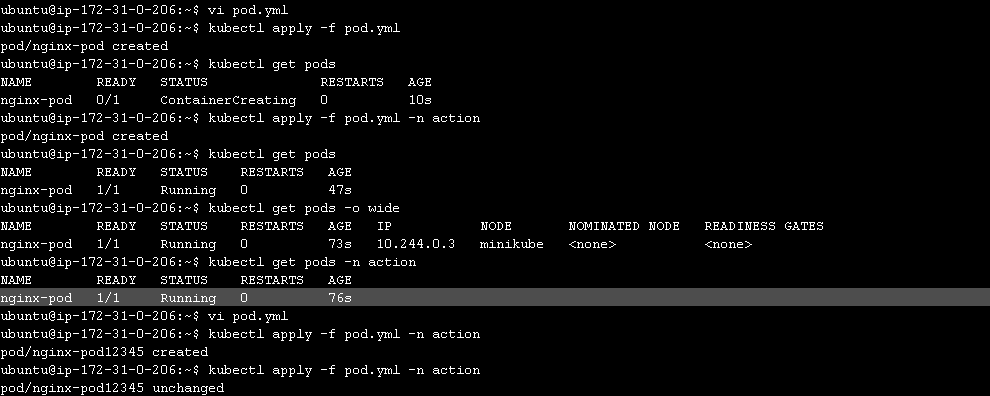 ubuntu@ip-172-31-0-206:~$ vi pod.yml
ubuntu@ip-172-31-0-206:~$ kubectl apply -f pod.yml
pod/nginx-pod created
ubuntu@ip-172-31-0-206:~$ kubectl get pods
NAME        READY   STATUS              RESTARTS   AGE
nginx-pod   0/1     ContainerCreating   0          10s
ubuntu@ip-172-31-0-206:~$ kubectl apply -f pod.yml -n action
pod/nginx-pod created
ubuntu@ip-172-31-0-206:~$ kubectl get pods
NAME        READY   STATUS    RESTARTS   AGE
nginx-pod   1/1     Running   0          47s
ubuntu@ip-172-31-0-206:~$ kubectl get pods -o wide
NAME        READY   STATUS    RESTARTS   AGE   IP           NODE       NOMINATED NODE   READINESS GATES
nginx-pod   1/1     Running   0          73s   10.244.0.3   minikube   <none>           <none>
ubuntu@ip-172-31-0-206:~$ kubectl get pods -n action
NAME        READY   STATUS    RESTARTS   AGE
nginx-pod   1/1     Running   0          76s
ubuntu@ip-172-31-0-206:~$ vi pod.yml
ubuntu@ip-172-31-0-206:~$ kubectl apply -f pod.yml -n action
pod/nginx-pod12345 created
ubuntu@ip-172-31-0-206:~$ kubectl apply -f pod.yml -n action
pod/nginx-pod12345 unchanged